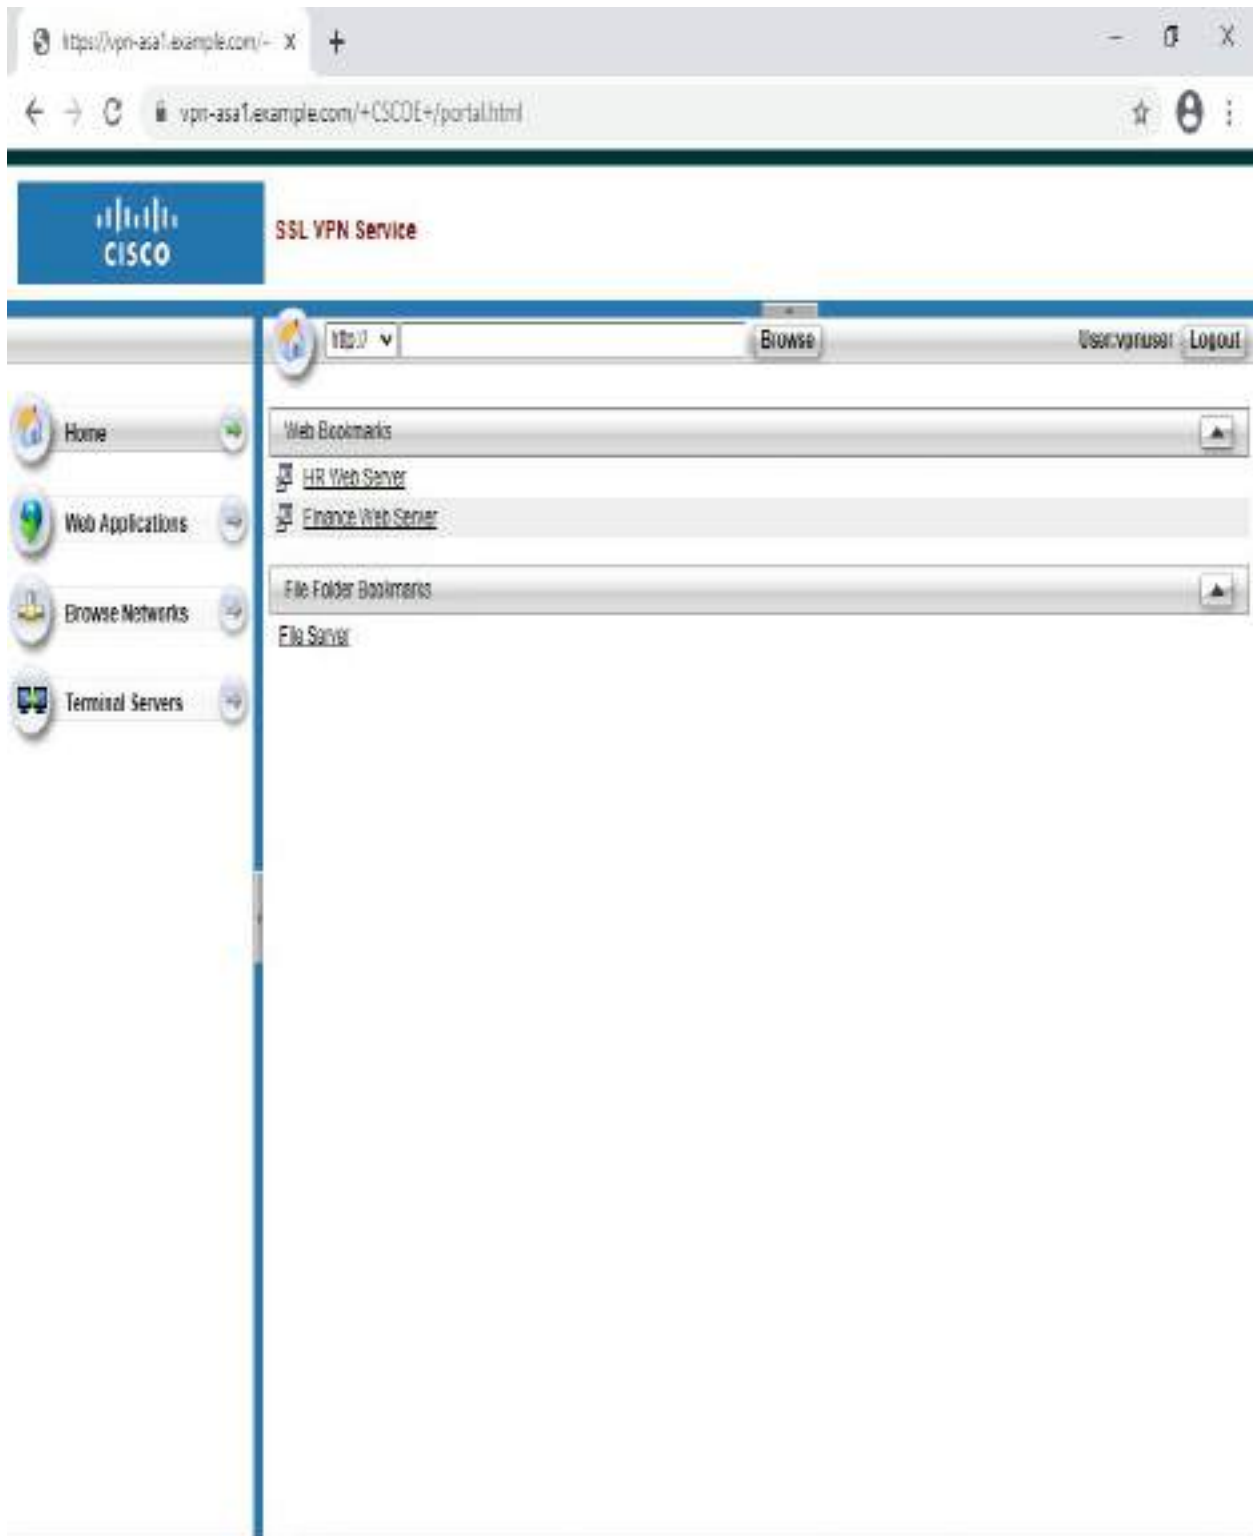 https://vpn-asa1.example.com/+ X +
vpn-asa1.example.com/+CSCOE+/portal.html
CISCO
SSL VPN Service
http:// Browse User:vpnuser Logout
Home
Web Applications
Browse Networks
Terminal Servers
Web Bookmarks
HR Web Server
Finance Web Server
File Folder Bookmarks
File Server